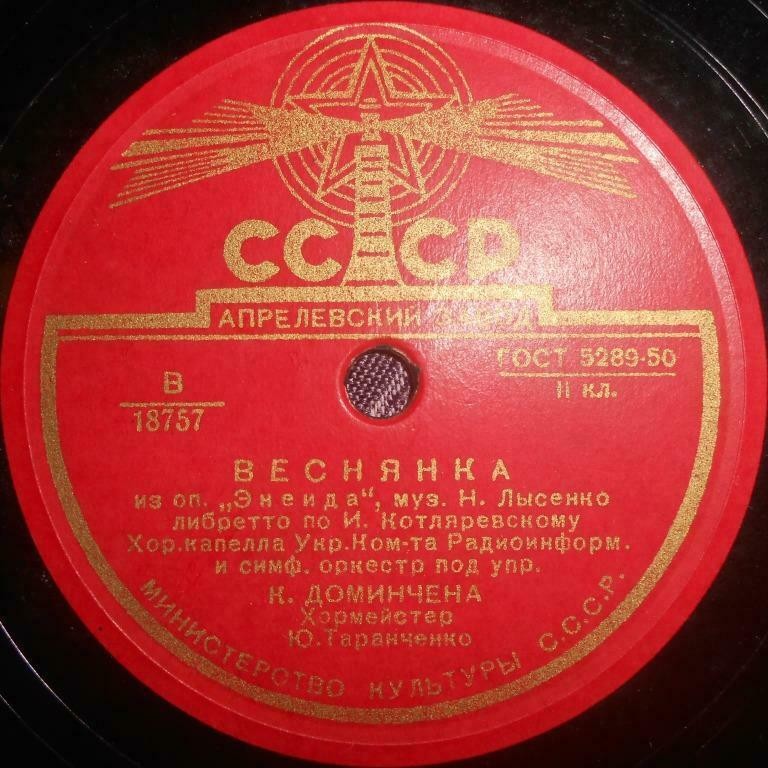 СССР
АПРЕЛЕВСКИЙ ЗАВОД
В
18757
ГОСТ 5289-50
II кл.
ВЕСНЯНКА
из оп. „Энеида“, муз. Н. Лысенко
либретто по И. Котляревскому
Хор.капелла Укр.Ком-та Радиоинформ.
и симф. оркестр под упр.
К. ДОМИНЧЕНА
Хормейстер
Ю.Таранченко
МИНИСТЕРСТВО КУЛЬТУРЫ С.С.С.Р.